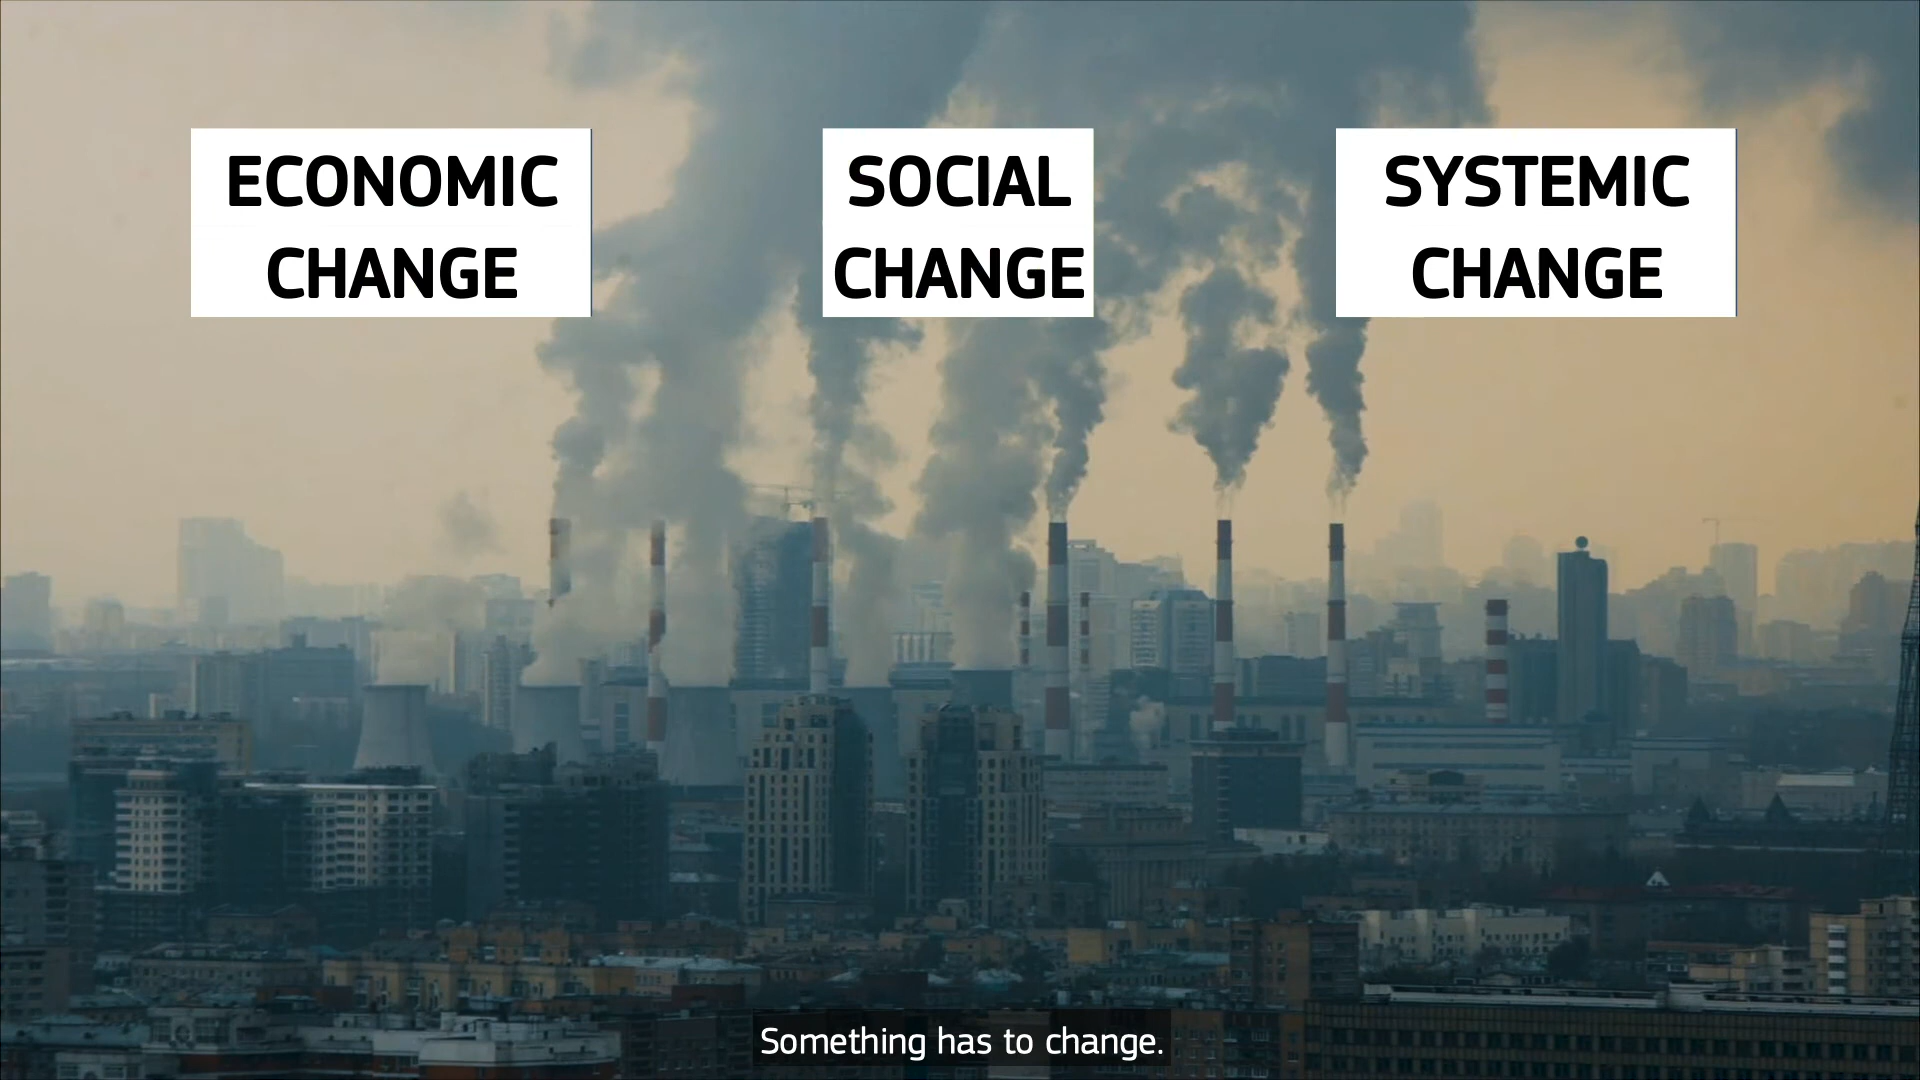 ECONOMIC
CHANGE
SOCIAL
CHANGE
SYSTEMIC
CHANGE
Something has to change.